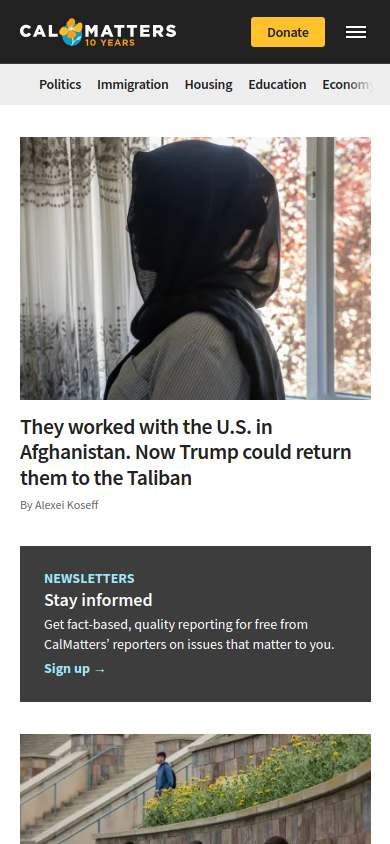 CALMATTERS
10 YEARS
Donate
Politics Immigration Housing Education Economy
They worked with the U.S. in
Afghanistan. Now Trump could return
them to the Taliban
By Alexei Koseff
NEWSLETTERS
Stay informed
Get fact-based, quality reporting for free from
CalMatters’ reporters on issues that matter to you.
Sign up →